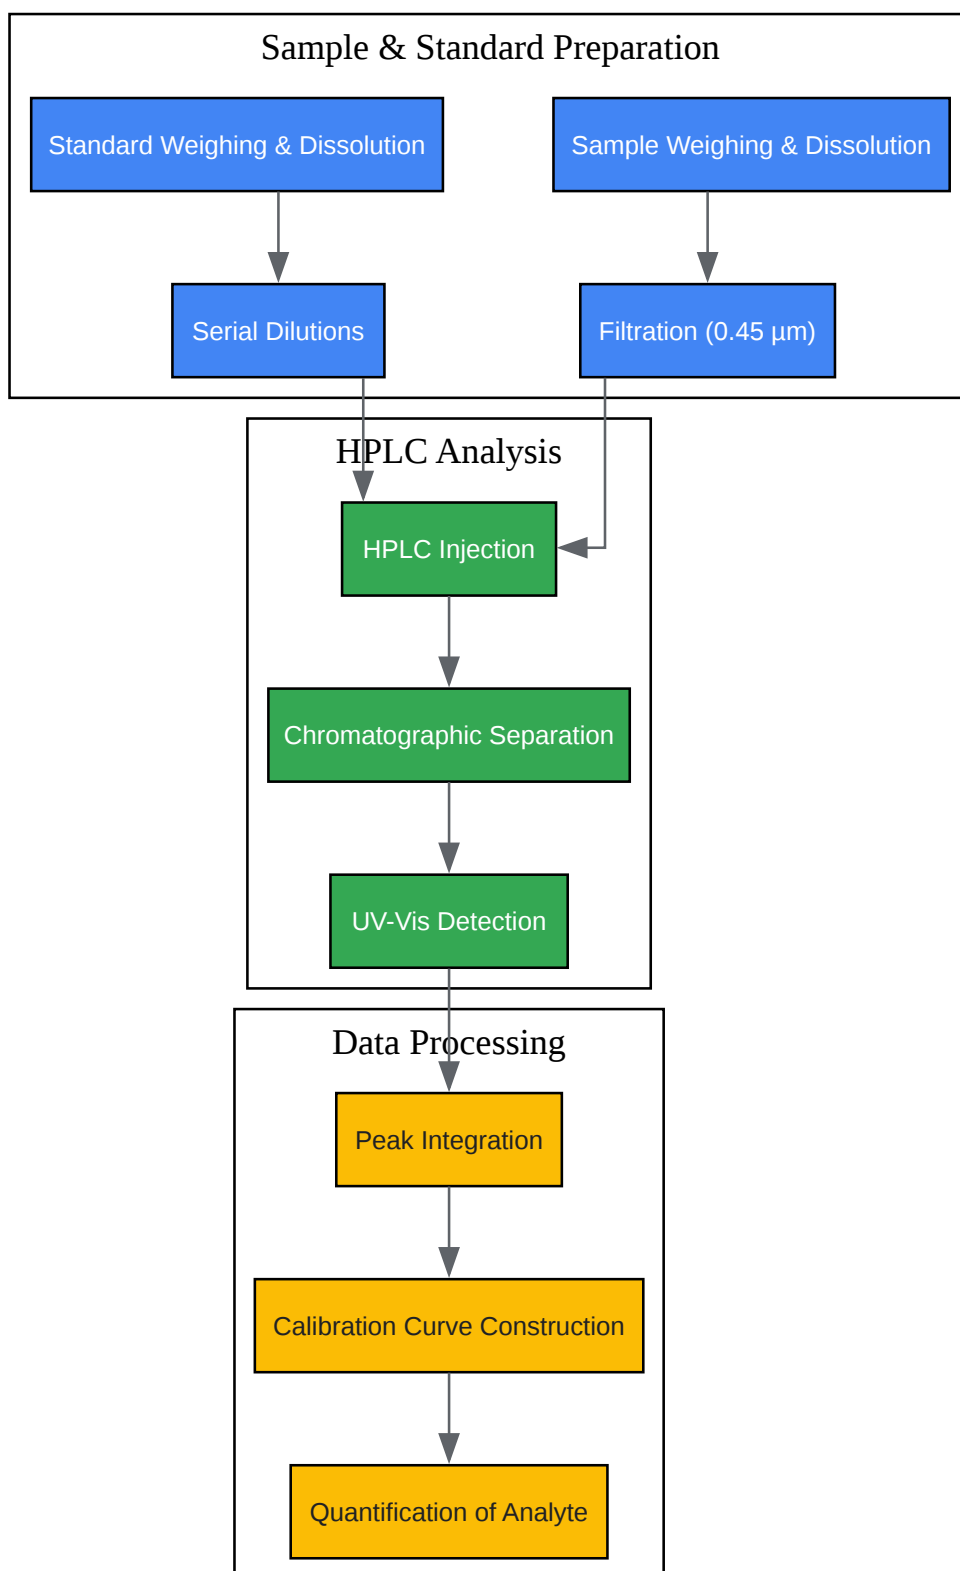 Sample & Standard Preparation
Standard Weighing & Dissolution
Sample Weighing & Dissolution
Serial Dilutions
Filtration (0.45 µm)
HPLC Analysis
HPLC Injection
Chromatographic Separation
UV-Vis Detection
Data Processing
Peak Integration
Calibration Curve Construction
Quantification of Analyte